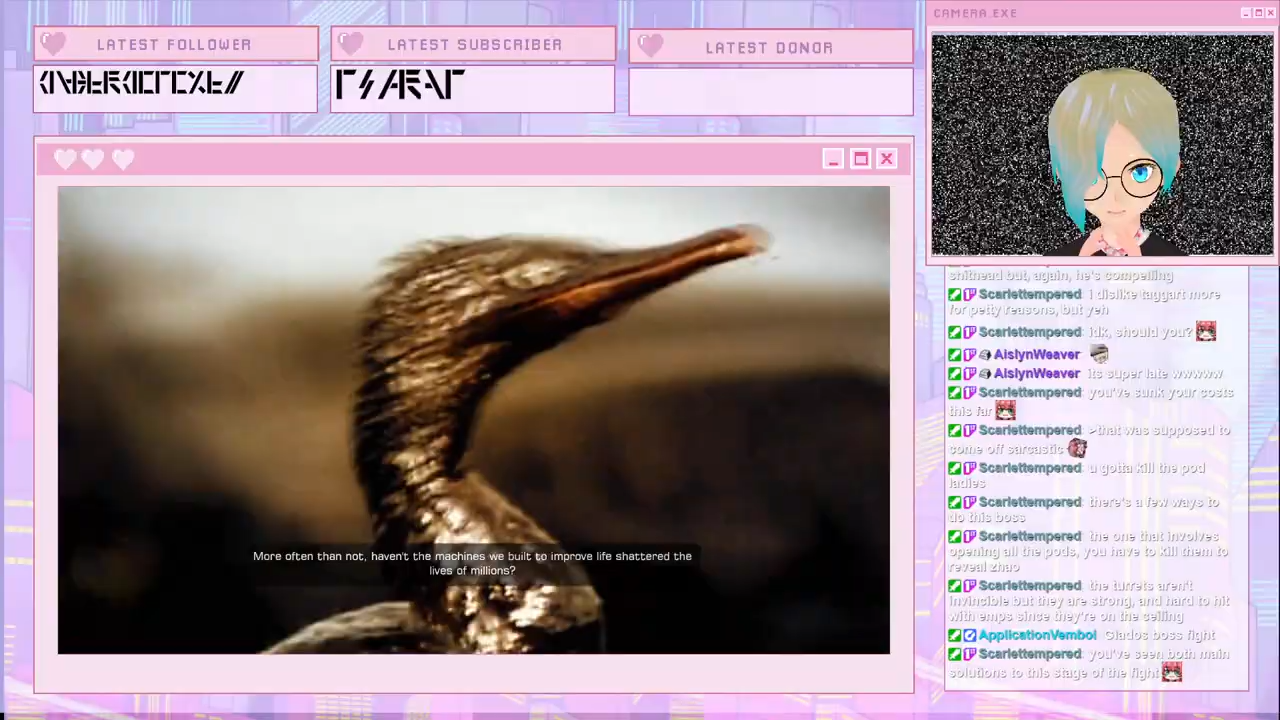 LATEST FOLLOWER
LATEST SUBSCRIBER
LATEST DONOR
CAMERA.EXE
More often than not, haven't the machines we built to improve life shattered the
lives of millions?
shithead but, again, he's compelling
Scarlettempered: i dislike taggart more
for petty reasons, but yeh
Scarlettempered: idk, should you?
AislynWeaver
AislynWeaver its super late wwwww
Scarlettempered: you've sunk your costs
this far
Scarlettempered: >that was supposed to
come off sarcastic
Scarlettempered: u gotta kill the pod
ladies
Scarlettempered: there's a few ways to
do this boss
Scarlettempered: the one that involves
opening all the pods, you have to kill them to
reveal zhao
Scarlettempered: the turrets aren't
invincible but they are strong, and hard to hit
with emps since they're on the ceiling
ApplicationVembol: Glados boss fight
Scarlettempered: you've seen both main
solutions to this stage of the fight